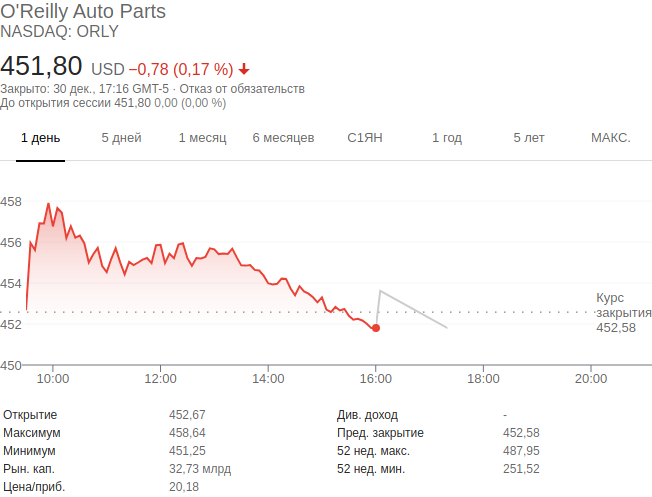 O'Reilly Auto Parts
NASDAQ: ORLY
451,80 USD −0,78 (0,17 %)
Закрыто: 30 дек., 17:16 GMT-5 · Отказ от обязательств
До открытия сессии 451,80 0,00 (0,00 %)
1 день 5 дней 1 месяц 6 месяцев С1ЯН 1 год 5 лет МАКС.
458
456
454
Курс
закрытия
452,58
452
450
10:00 12:00 14:00 16:00 18:00 20:00
Открытие 452,67 Див. доход -
Максимум 458,64 Пред. закрытие 452,58
Минимум 451,25 52 нед. макс. 487,95
Рын. кап. 32,73 млрд 52 нед. мин. 251,52
Цена/приб. 20,18